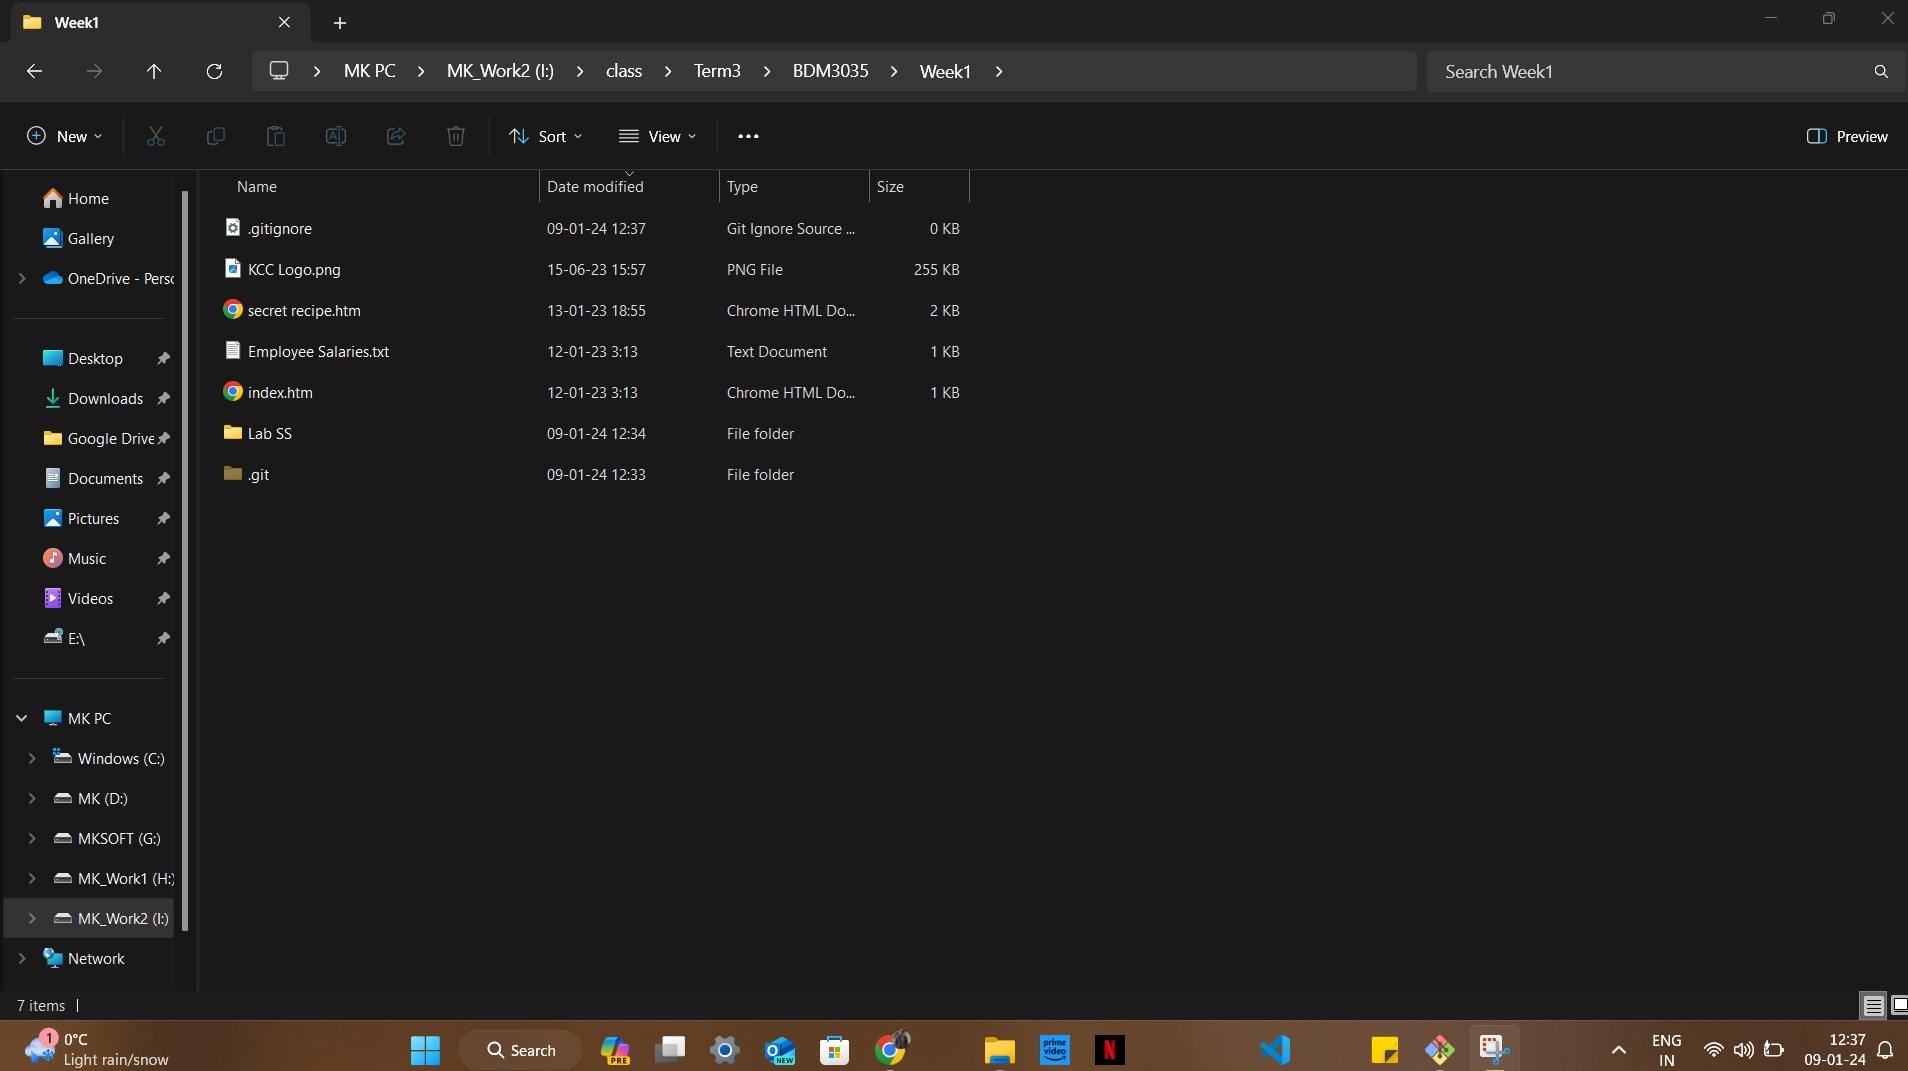 Week1
MK PC > MK_Work2 (I:) > class > Term3 > BDM3035 > Week1 >
Search Week1
New
Sort
View
Preview
Name Date modified Type Size
.gitignore 09-01-24 12:37 Git Ignore Source ... 0 KB
KCC Logo.png 15-06-23 15:57 PNG File 255 KB
secret recipe.htm 13-01-23 18:55 Chrome HTML Do... 2 KB
Employee Salaries.txt 12-01-23 3:13 Text Document 1 KB
index.htm 12-01-23 3:13 Chrome HTML Do... 1 KB
Lab SS 09-01-24 12:34 File folder
.git 09-01-24 12:33 File folder
Home
Gallery
OneDrive - Persc
Desktop
Downloads
Google Drive
Documents
Pictures
Music
Videos
E:\
MK PC
Windows (C:)
MK (D:)
MKSOFT (G:)
MK_Work1 (H:)
MK_Work2 (I:)
Network
7 items
1
0°C
Light rain/snow
Search
PRE
NEW
prime video
N
ENG
IN
12:37
09-01-24